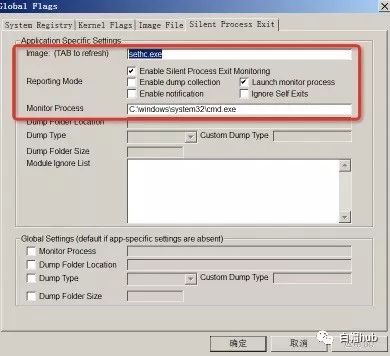 Global Flags
System Registry
Kernel Flags
Image File
Silent Process Exit
Application Specific Settings
Image: (TAB to refresh)
sethc.exe
Enable Silent Process Exit Monitoring
Reporting Mode
Enable dump collection
Launch monitor process
Enable notification
Ignore Self Exits
Monitor Process
C:\windows\system32\cmd.exe
Dump Folder Location
Dump Type
Custom Dump Type
Dump Folder Size
Module Ignore List
Global Settings (default if app-specific settings are absent)
Monitor Process
Dump Folder Location
Dump Type
Custom Dump Type
Dump Folder Size
确定
取消
白帽hub